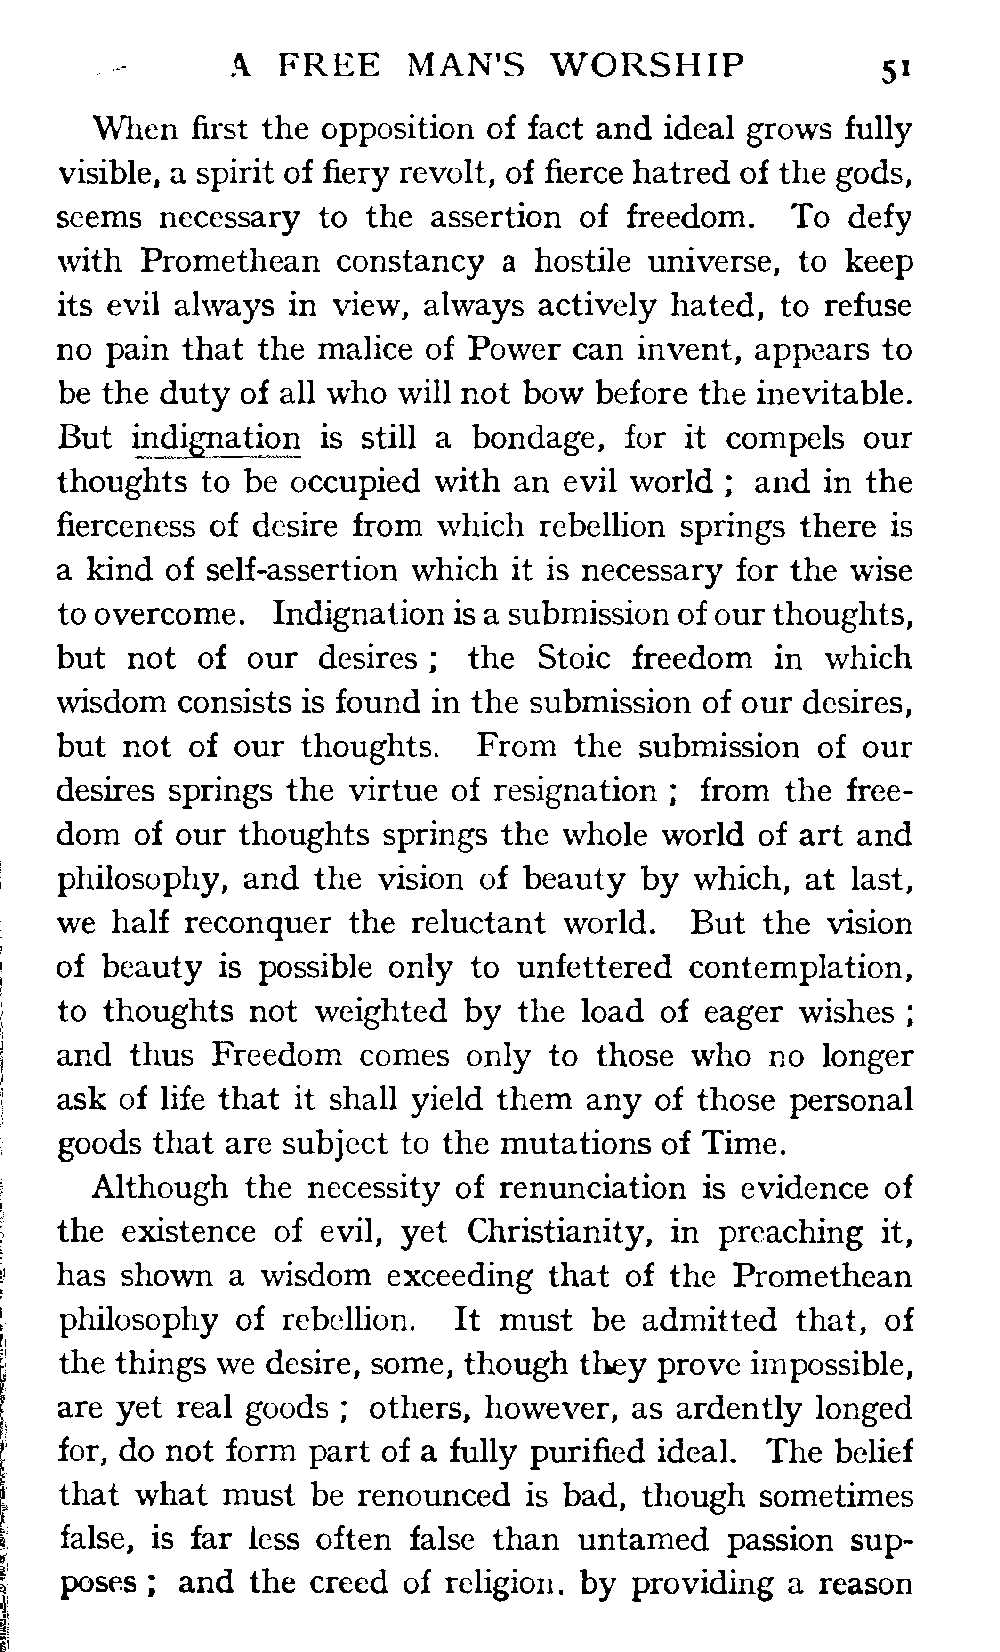 A FREE MAN'S WORSHIP 51
When first the opposition of fact and ideal grows fully
visible, a spirit of fiery revolt, of fierce hatred of the gods,
seems necessary to the assertion of freedom. To defy
with Promethean constancy a hostile universe, to keep
its evil always in view, always actively hated, to refuse
no pain that the malice of Power can invent, appears to
be the duty of all who will not bow before the inevitable.
But indignation is still a bondage, for it compels our
thoughts to be occupied with an evil world ; and in the
fierceness of desire from which rebellion springs there is
a kind of self-assertion which it is necessary for the wise
to overcome. Indignation is a submission of our thoughts,
but not of our desires ; the Stoic freedom in which
wisdom consists is found in the submission of our desires,
but not of our thoughts. From the submission of our
desires springs the virtue of resignation ; from the free-
dom of our thoughts springs the whole world of art and
philosophy, and the vision of beauty by which, at last,
we half reconquer the reluctant world. But the vision
of beauty is possible only to unfettered contemplation,
to thoughts not weighted by the load of eager wishes ;
and thus Freedom comes only to those who no longer
ask of life that it shall yield them any of those personal
goods that are subject to the mutations of Time.
Although the necessity of renunciation is evidence of
the existence of evil, yet Christianity, in preaching it,
has shown a wisdom exceeding that of the Promethean
philosophy of rebellion. It must be admitted that, of
the things we desire, some, though they prove impossible,
are yet real goods ; others, however, as ardently longed
for, do not form part of a fully purified ideal. The belief
that what must be renounced is bad, though sometimes
false, is far less often false than untamed passion sup-
poses ; and the creed of religion, by providing a reason